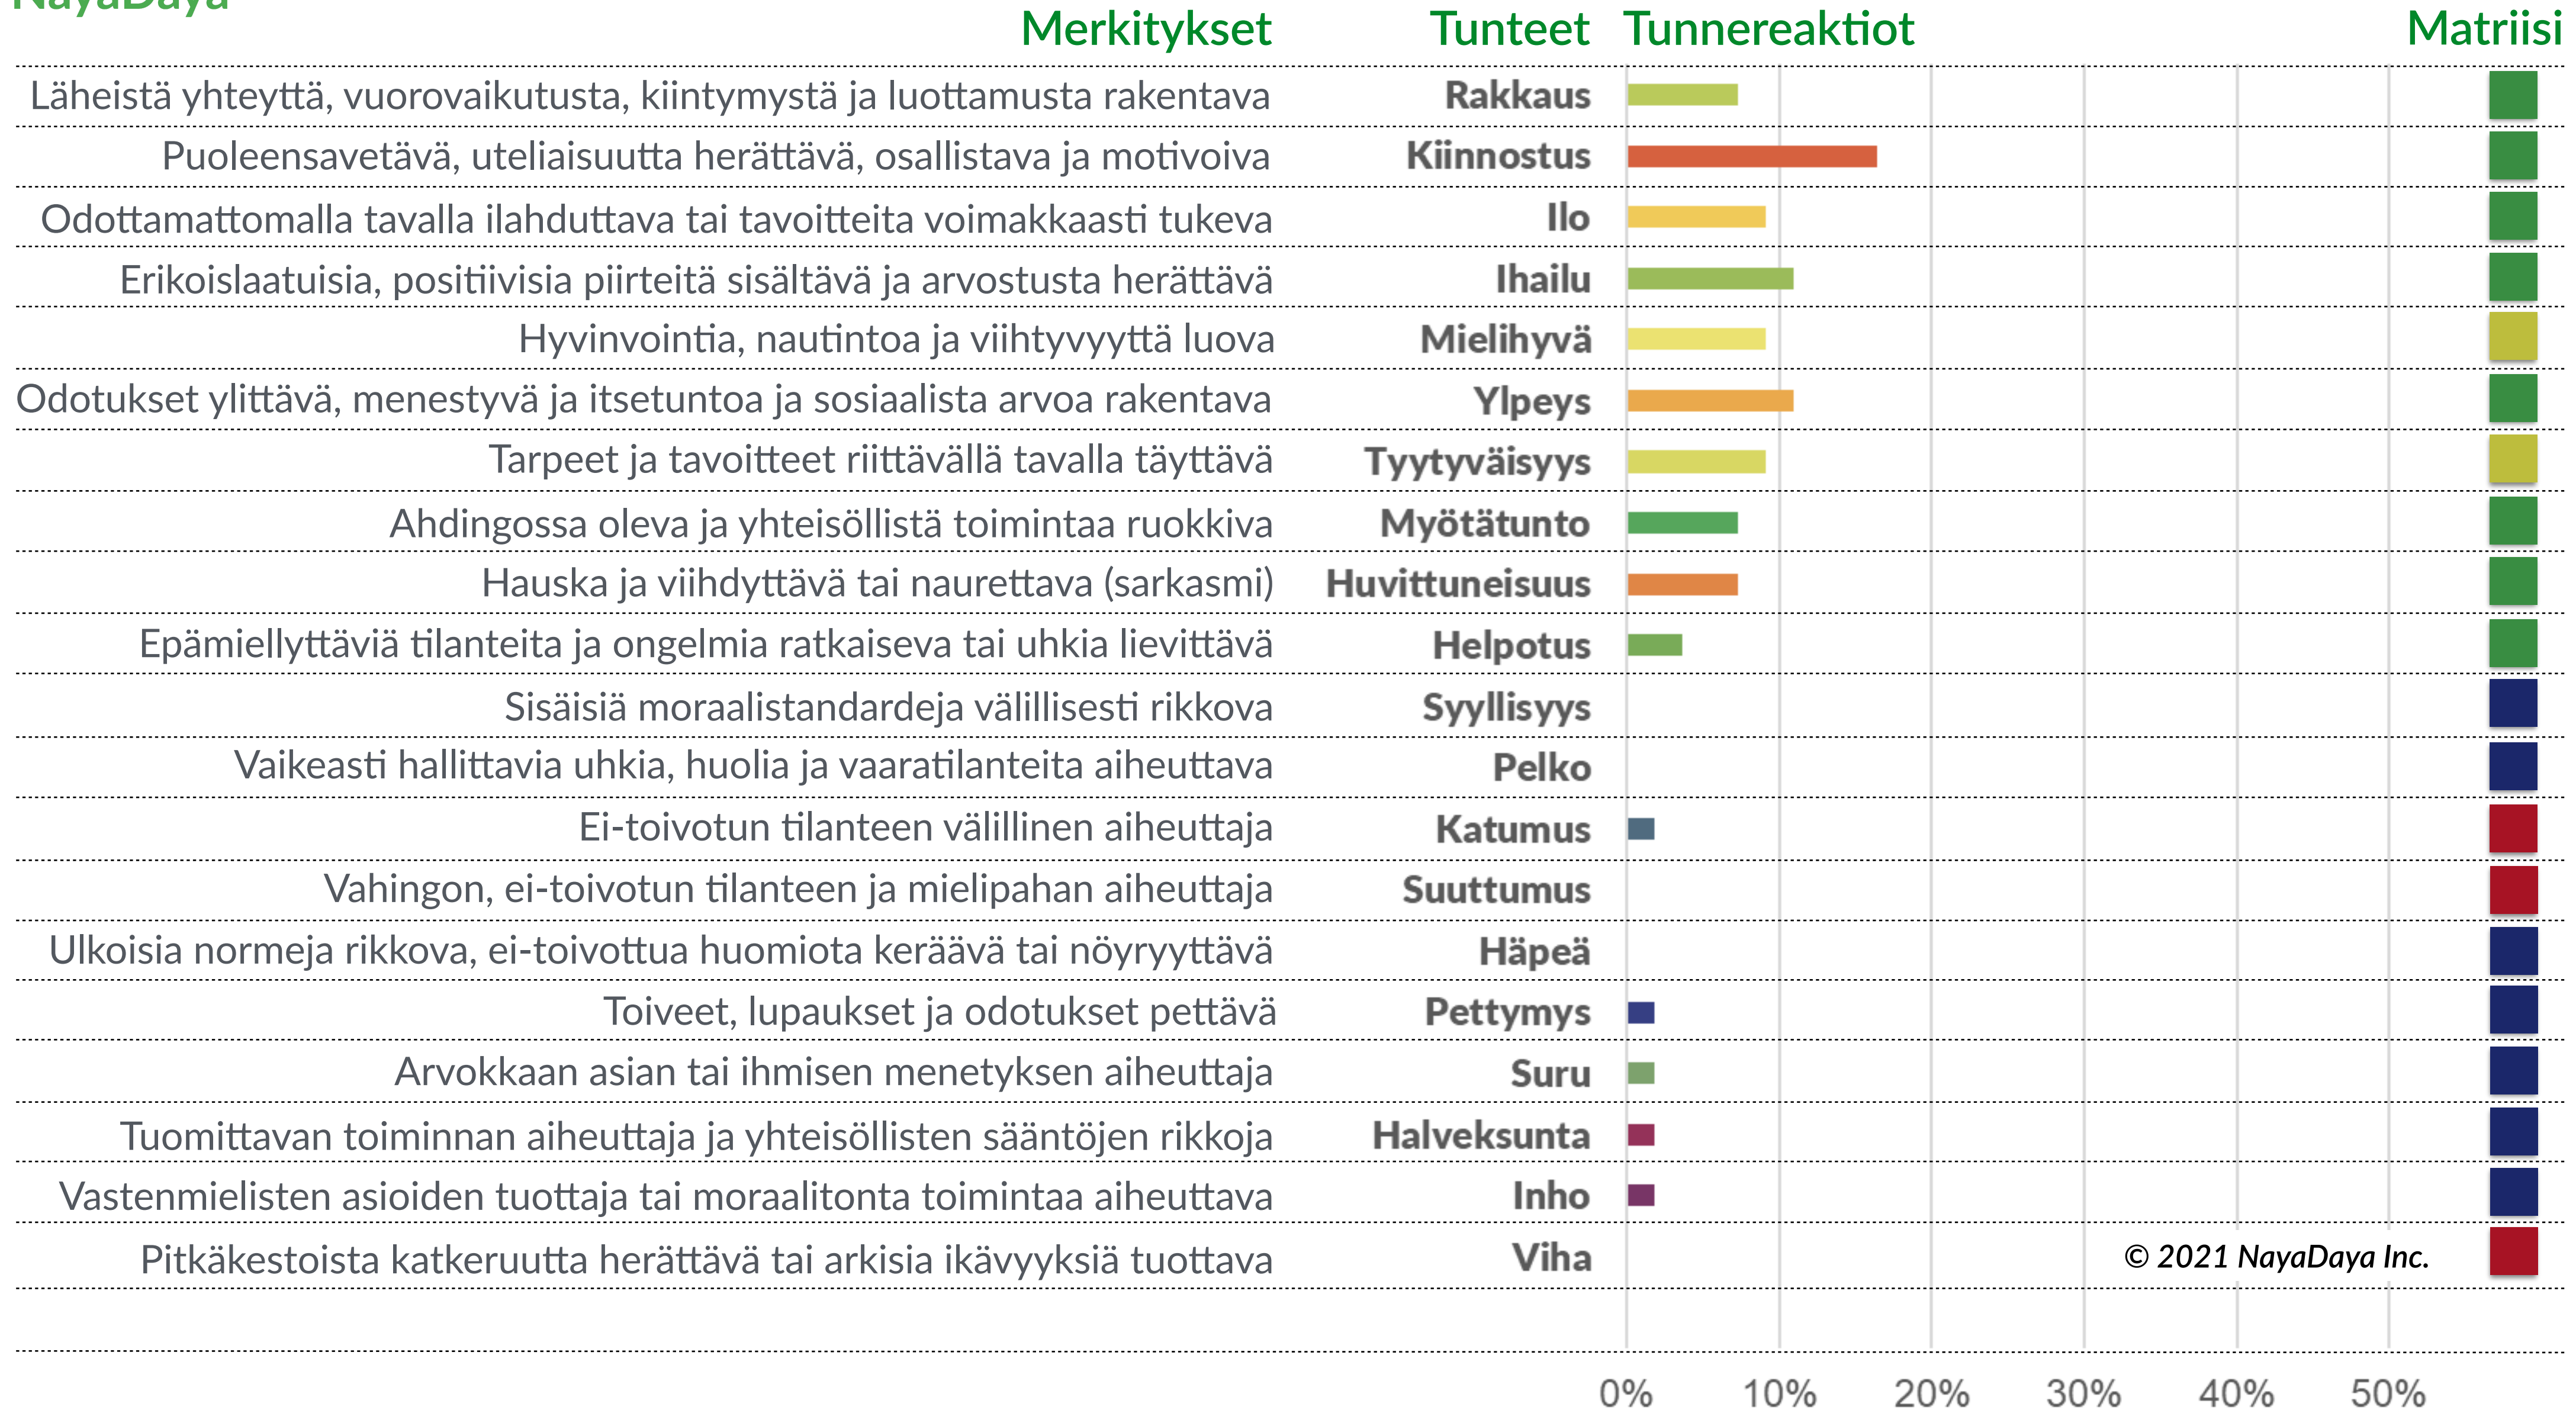 NayaDaya
Merkitykset Tunteet Tunnereaktiot Matriisi
Läheistä yhteyttä, vuorovaikutusta, kiintymystä ja luottamusta rakentava Rakkaus
Puoleensavetävä, uteliaisuutta herättävä, osallistava ja motivoiva Kiinnostus
Odottamattomalla tavalla ilahduttava tai tavoitteita voimakkaasti tukeva Ilo
Erikoislaatuisia, positiivisia piirteitä sisältävä ja arvostusta herättävä Ihailu
Hyvinvointia, nautintoa ja viihtyvyyttä luova Mielihyvä
Odotukset ylittävä, menestyvä ja itsetuntoa ja sosiaalista arvoa rakentava Ylpeys
Tarpeet ja tavoitteet riittävällä tavalla täyttävä Tyytyväisyys
Ahdingossa oleva ja yhteisöllistä toimintaa ruokkiva Myötätunto
Hauska ja viihdyttävä tai naurettava (sarkasmi) Huvittuneisuus
Epämiellyttäviä tilanteita ja ongelmia ratkaiseva tai uhkia lievittävä Helpotus
Sisäisiä moraalistandardeja välillisesti rikkova Syyllisyys
Vaikeasti hallittavia uhkia, huolia ja vaaratilanteita aiheuttava Pelko
Ei-toivotun tilanteen välillinen aiheuttaja Katumus
Vahingon, ei-toivotun tilanteen ja mielipahan aiheuttaja Suuttumus
Ulkoisia normeja rikkova, ei-toivottua huomiota keräävä tai nöyryyttävä Häpeä
Toiveet, lupaukset ja odotukset pettävä Pettymys
Arvokkaan asian tai ihmisen menetyksen aiheuttaja Suru
Tuomittavan toiminnan aiheuttaja ja yhteisöllisten sääntöjen rikkoja Halveksunta
Vastenmielisten asioiden tuottaja tai moraalitonta toimintaa aiheuttava Inho
Pitkäkestoista katkeruutta herättävä tai arkisia ikävyyksiä tuottava Viha © 2021 NayaDaya Inc.
0% 10% 20% 30% 40% 50%